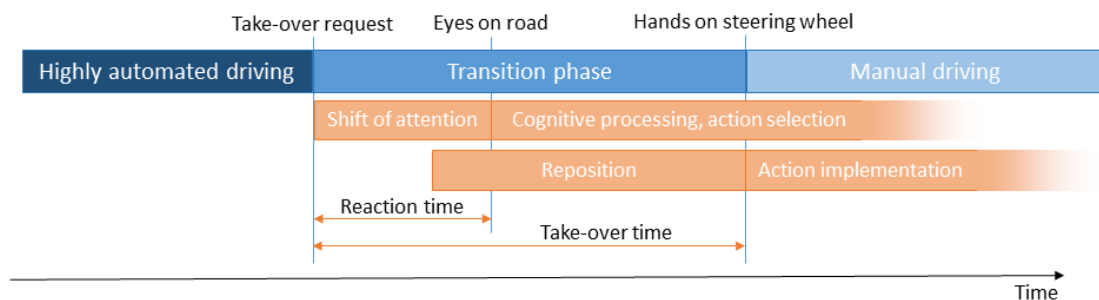 Take-over request
Eyes on road
Hands on steering wheel
Highly automated driving
Transition phase
Manual driving
Shift of attention
Cognitive processing, action selection
Reposition
Action implementation
Reaction time
Take-over time
Time